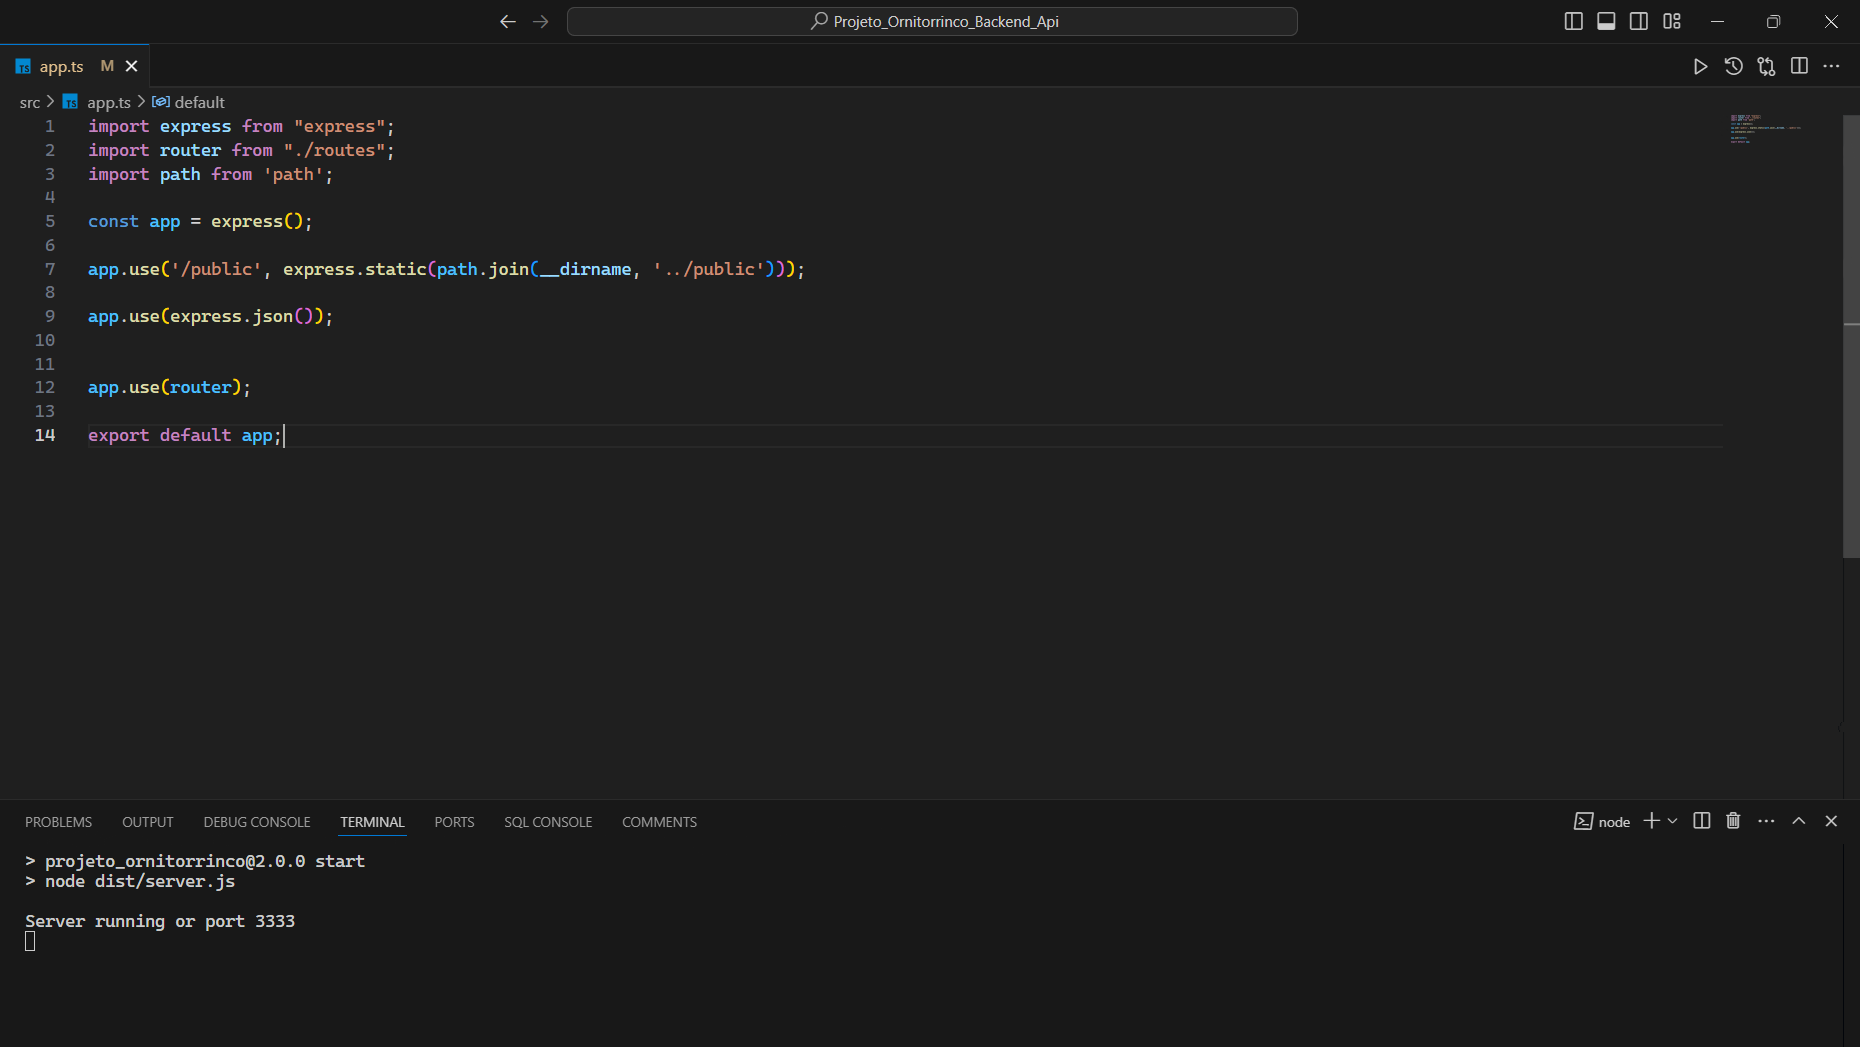 Projeto_Ornitorrinco_Backend_Api
TS app.ts M
src > TS app.ts > default
1 import express from "express";
2 import router from "./routes";
3 import path from 'path';
4
5 const app = express();
6
7 app.use('/public', express.static(path.join(__dirname, '../public')));
8
9 app.use(express.json());
10
11
12 app.use(router);
13
14 export default app;
PROBLEMS OUTPUT DEBUG CONSOLE TERMINAL PORTS SQL CONSOLE COMMENTS
node
> projeto_ornitorrinco@2.0.0 start
> node dist/server.js
Server running or port 3333